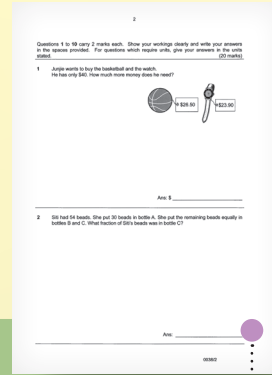 2
Questions 1 to 10 carry 2 marks each. Show your workings clearly and write your answers
in the spaces provided. For questions which require units, give your answers in the units
stated. (20 marks)
1 Junjie wants to buy the basketball and the watch.
He has only $40. How much more money does he need?
$28.90 $23.90
Ans: $
2 Siti had 54 beads. She put 30 beads in bottle A. She put the remaining beads equally in
bottles B and C. What fraction of Siti's beads was in bottle C?
Ans: